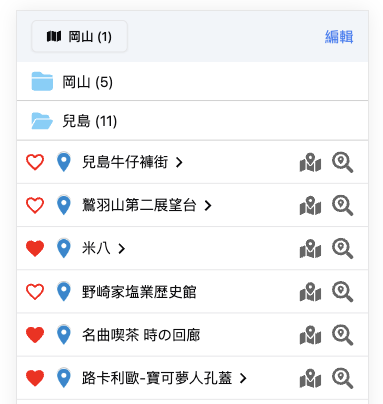 岡山 (1)
編輯
岡山 (5)
兒島 (11)
兒島牛仔褲街
鷲羽山第二展望台
米八
野崎家塩業歴史館
名曲喫茶 時の回廊
路卡利歐-寶可夢人孔蓋